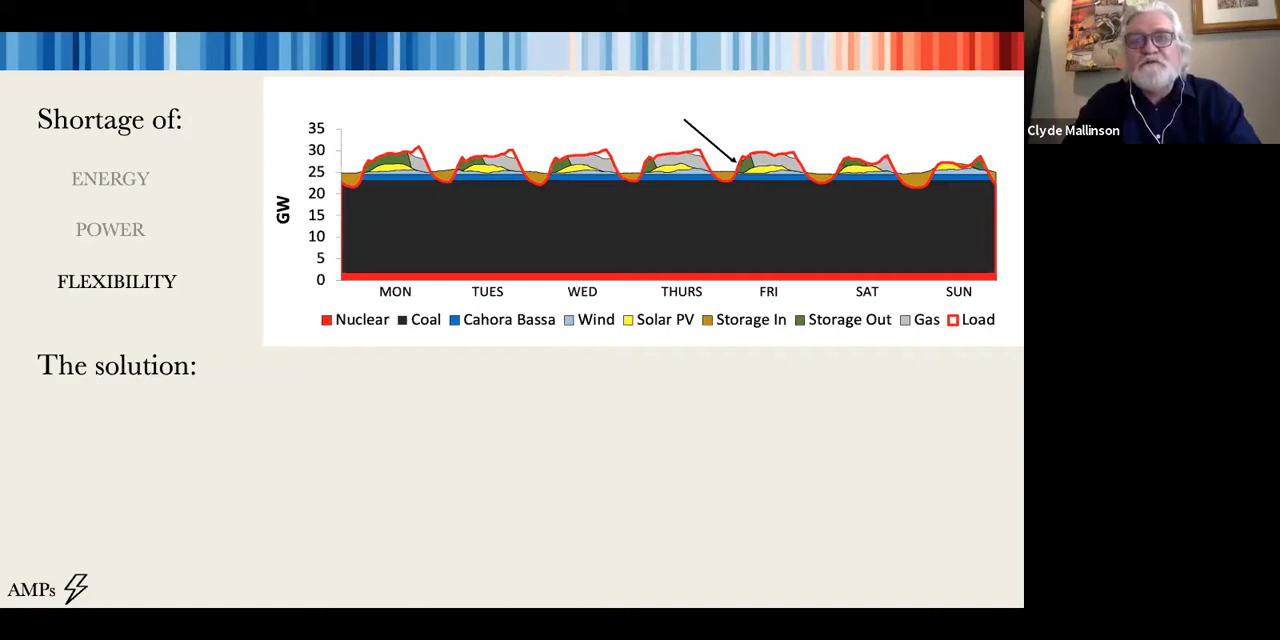 Shortage of:
ENERGY
POWER
FLEXIBILITY
The solution:
AMPs
GW
35
30
25
20
15
10
5
0
MON TUES WED THURS FRI SAT SUN
Nuclear Coal Cahora Bassa Wind Solar PV Storage In Storage Out Gas Load
Clyde Mallinson